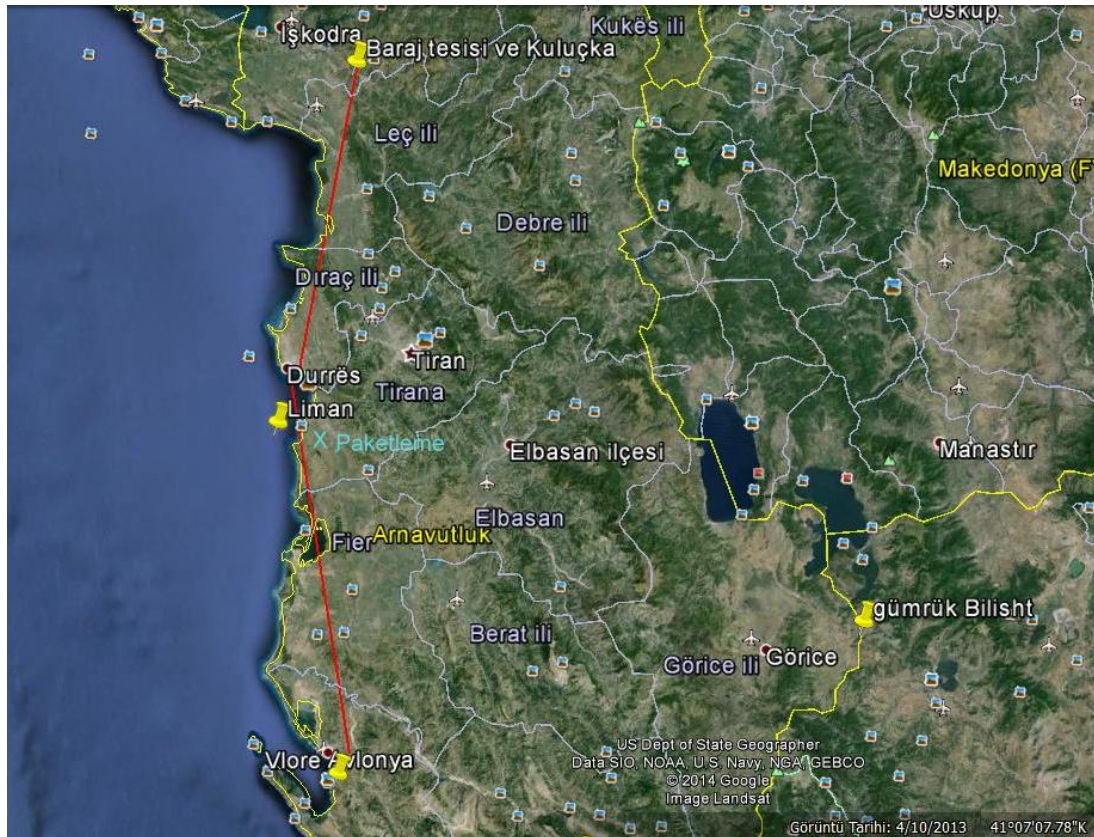 Üsküp
Kukës ili
İşkodra
Baraj tesisi ve Kuluçka
Leç ili
Makedonya (F
Debre ili
Dıraç ili
Tiran
Durrës
Tirana
Liman
X Paketleme
Elbasan ilçesi
Manastır
Elbasan
Fier
Arnavutluk
gümrük Bilisht
Berat ili
Görice
Görice ili
US Dept of State Geographer
Data SIO, NOAA, U.S. Navy, NGA, GEBCO
© 2014 Google
Image Landsat
Vlore Avlonya
Görüntü Tarihi: 4/10/2013 41°07'07.78"K